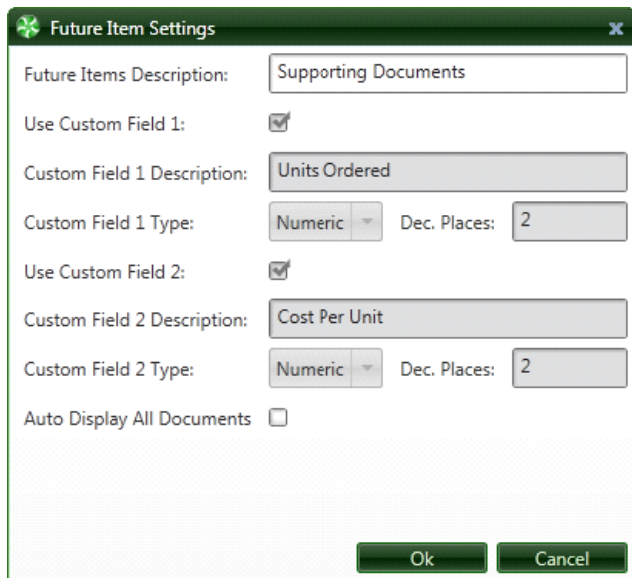 Future Item Settings
Future Items Description: Supporting Documents
Use Custom Field 1:
Custom Field 1 Description: Units Ordered
Custom Field 1 Type: Numeric Dec. Places: 2
Use Custom Field 2:
Custom Field 2 Description: Cost Per Unit
Custom Field 2 Type: Numeric Dec. Places: 2
Auto Display All Documents
Ok Cancel